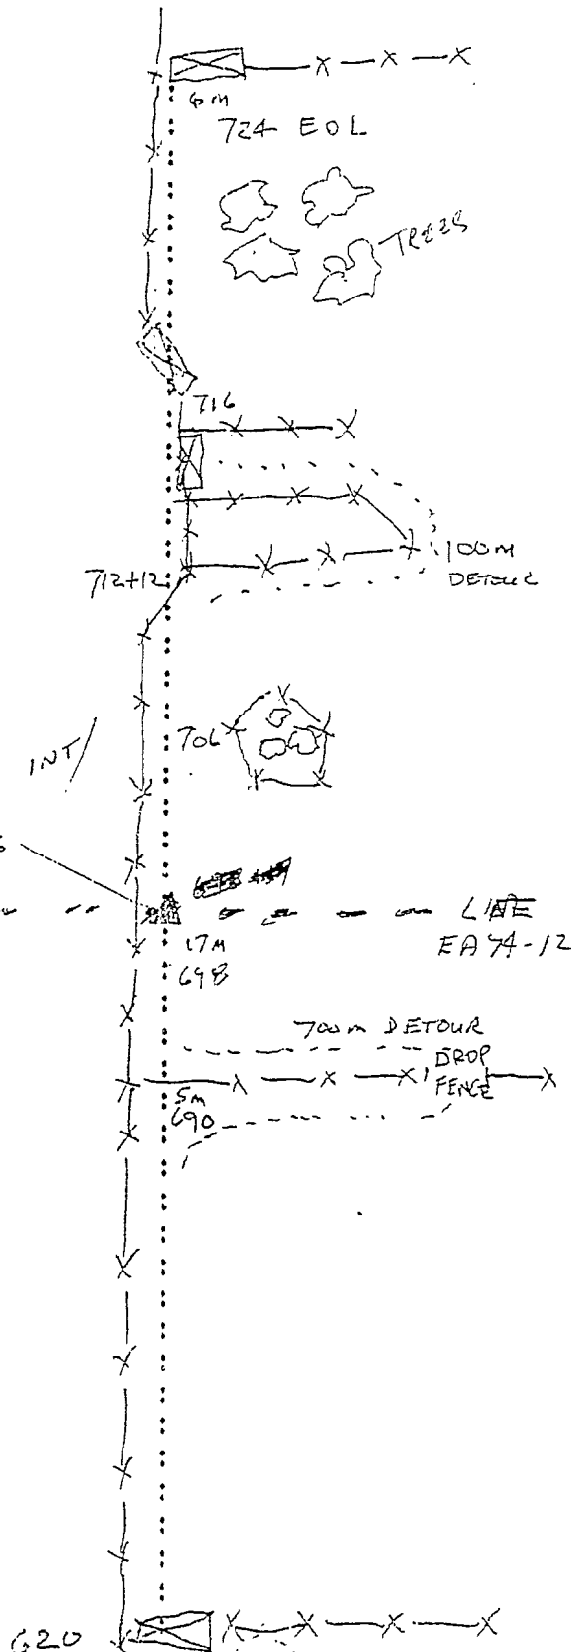 6m
724 EOL
TREES
716
100m
DETOUR
712+12
706
INT
LINE
EA 74-12
17M
698
700m DETOUR
DROP
FENCE
5m
690
620